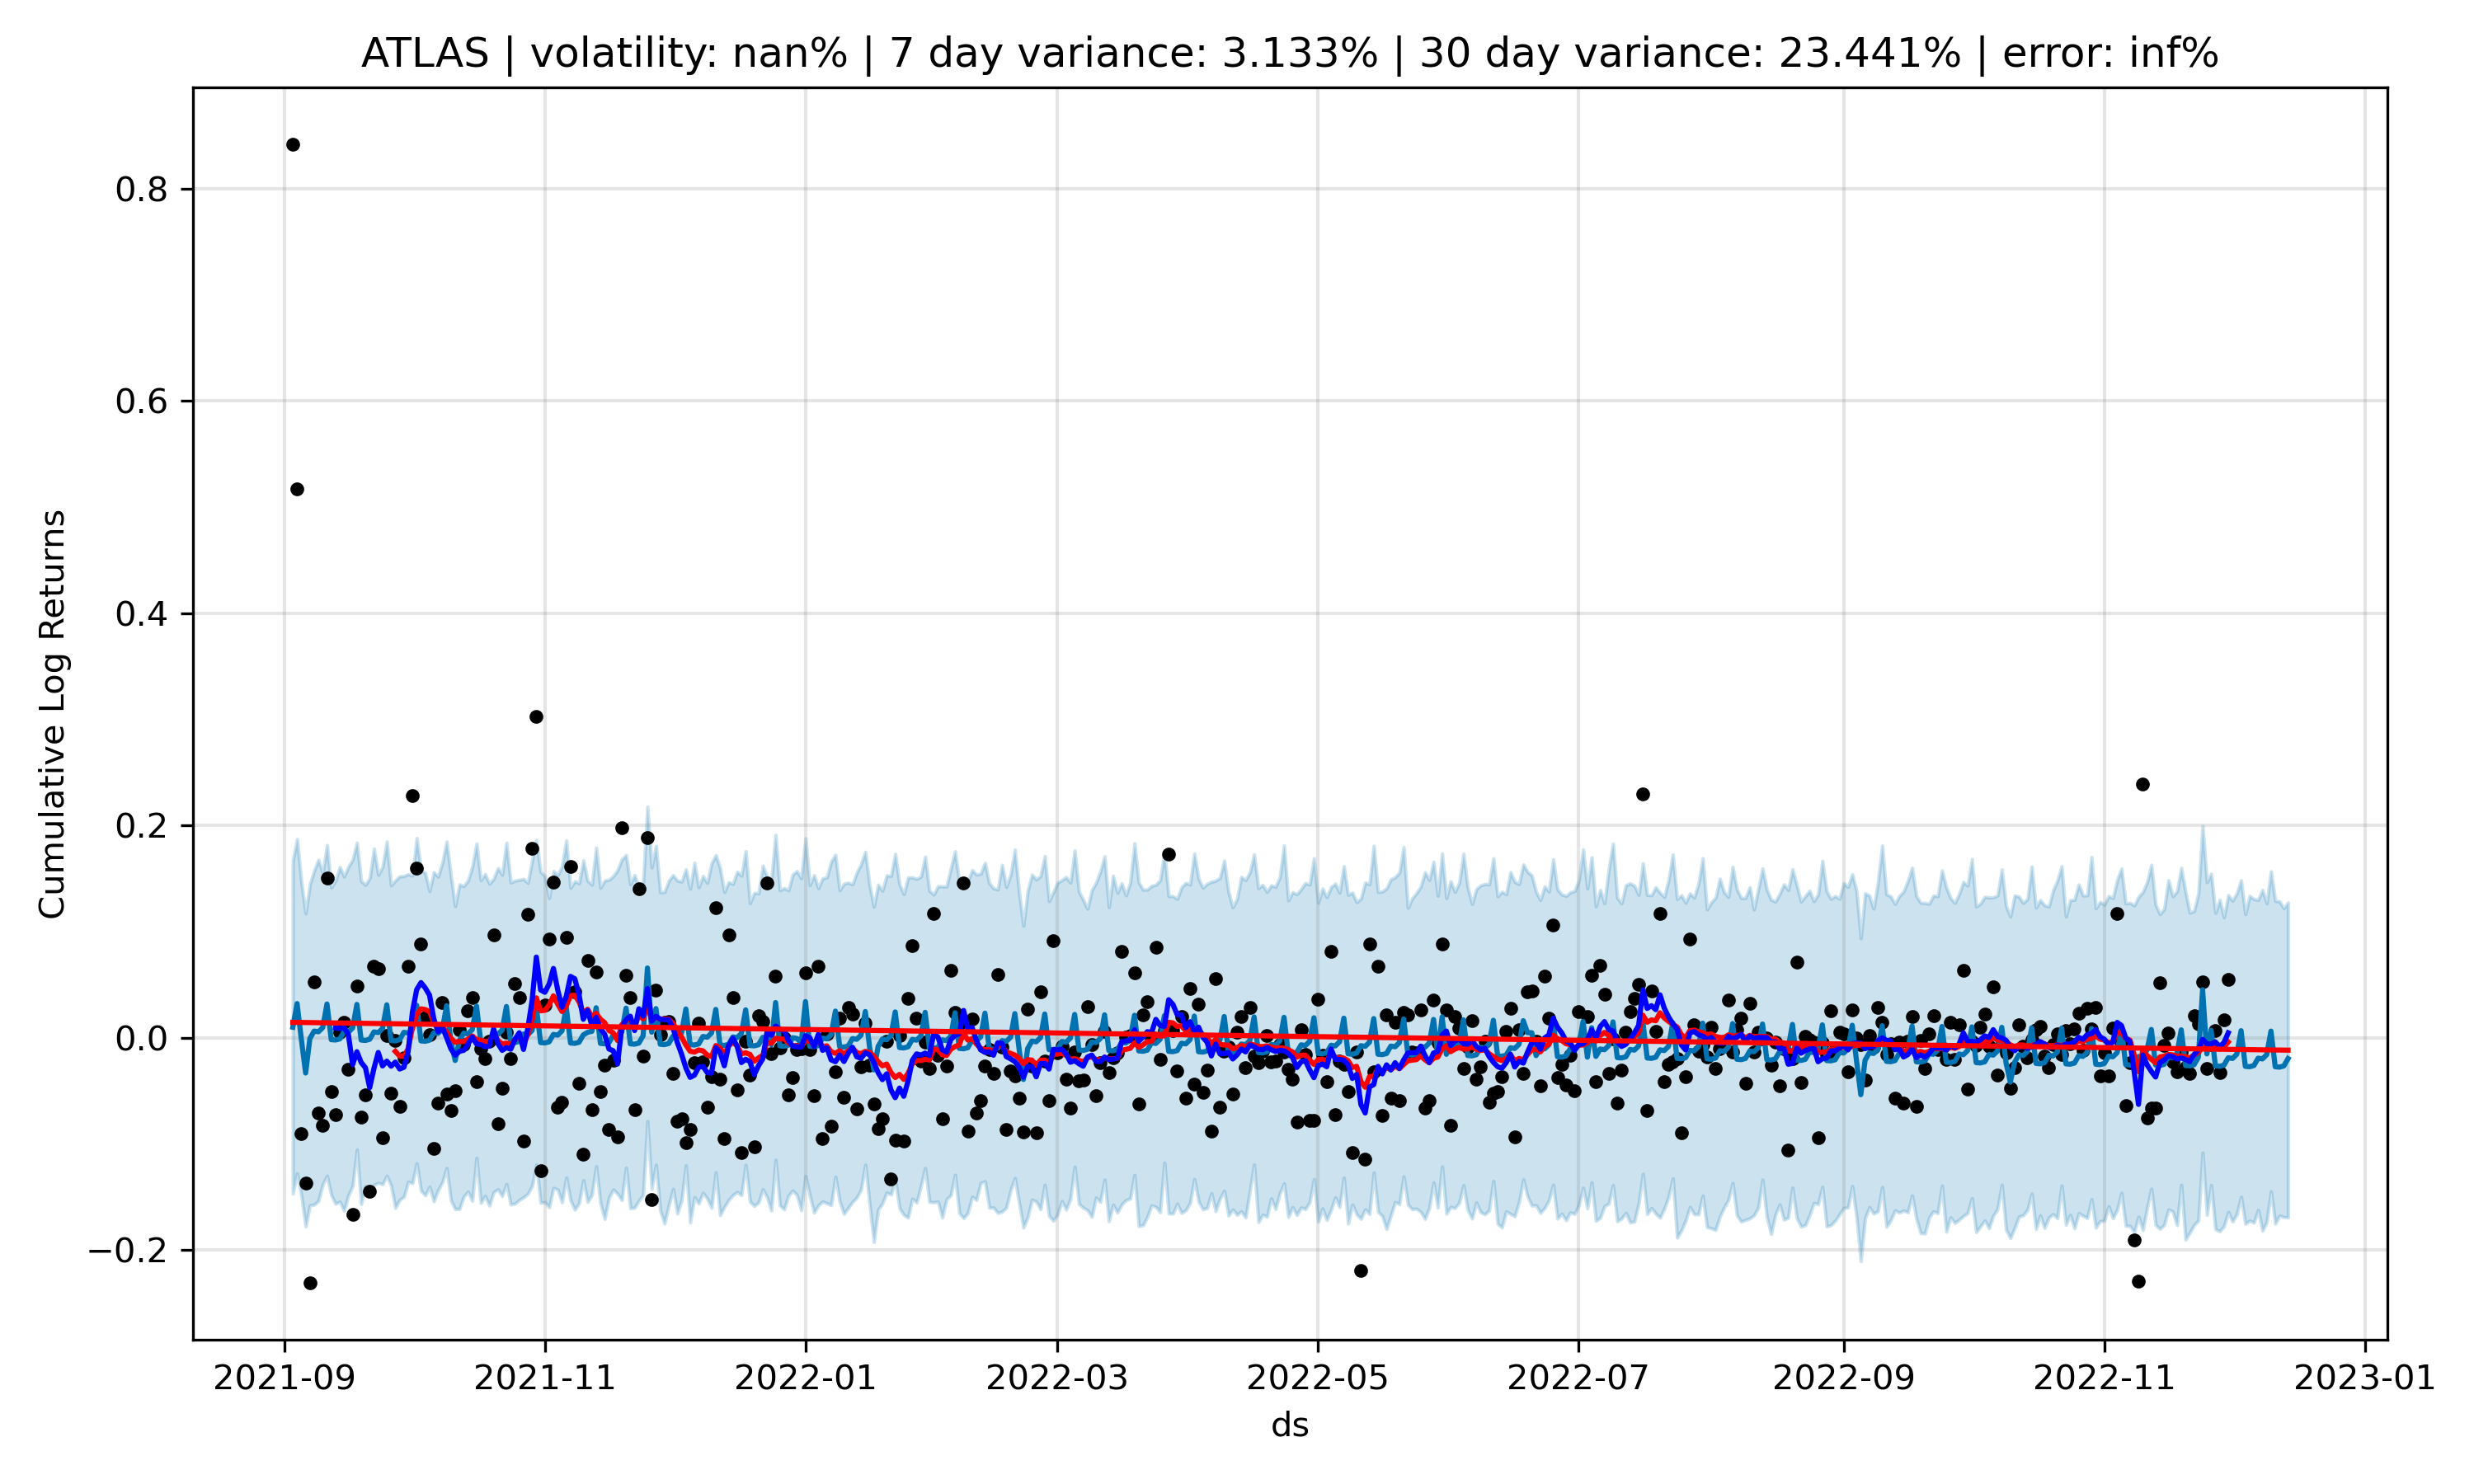 ATLAS | volatility: nan% | 7 day variance: 3.133% | 30 day variance: 23.441% | error: inf%
Cumulative Log Returns
0.8
0.6
0.4
0.2
0.0
−0.2
2021-09 2021-11 2022-01 2022-03 2022-05 2022-07 2022-09 2022-11 2023-01
ds